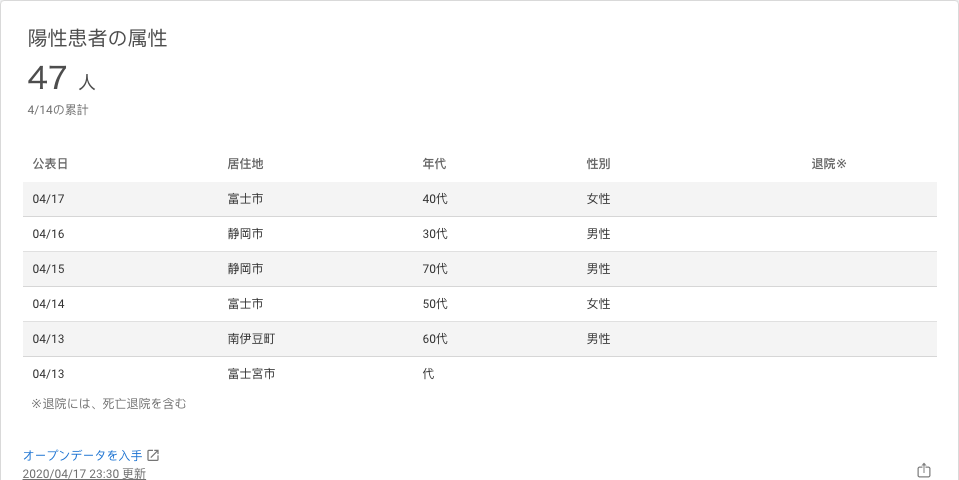 陽性患者の属性
47 人
4/14の累計
公表日 居住地 年代 性別 退院※
04/17 富士市 40代 女性
04/16 静岡市 30代 男性
04/15 静岡市 70代 男性
04/14 富士市 50代 女性
04/13 南伊豆町 60代 男性
04/13 富士宮市 代
※退院には、死亡退院を含む
オープンデータを入手
2020/04/17 23:30 更新